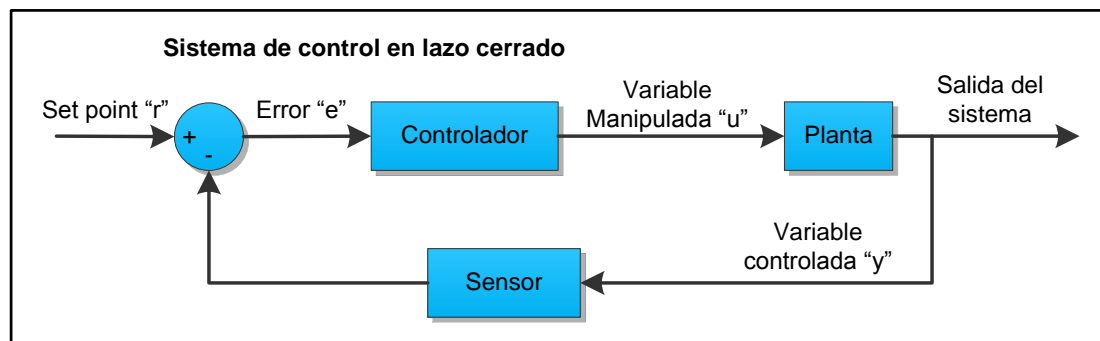 Sistema de control en lazo cerrado
Set point “r”
+
-
Error “e”
Controlador
Variable
Manipulada “u”
Planta
Salida del
sistema
Variable
controlada “y”
Sensor